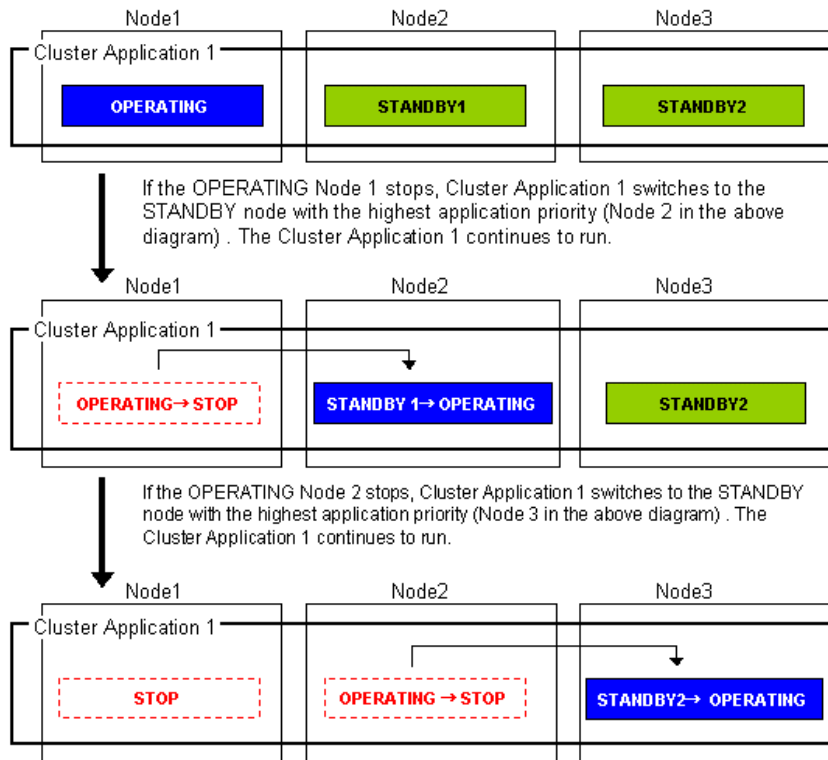 Node1 Node2 Node3
Cluster Application 1
OPERATING STANDBY1 STANDBY2
If the OPERATING Node 1 stops, Cluster Application 1 switches to the
STANDBY node with the highest application priority (Node 2 in the above
diagram) . The Cluster Application 1 continues to run.
Node1 Node2 Node3
Cluster Application 1
OPERATING→STOP STANDBY 1→OPERATING STANDBY2
If the OPERATING Node 2 stops, Cluster Application 1 switches to the STANDBY
node with the highest application priority (Node 3 in the above diagram) . The
Cluster Application 1 continues to run.
Node1 Node2 Node3
Cluster Application 1
STOP OPERATING → STOP STANDBY2→ OPERATING